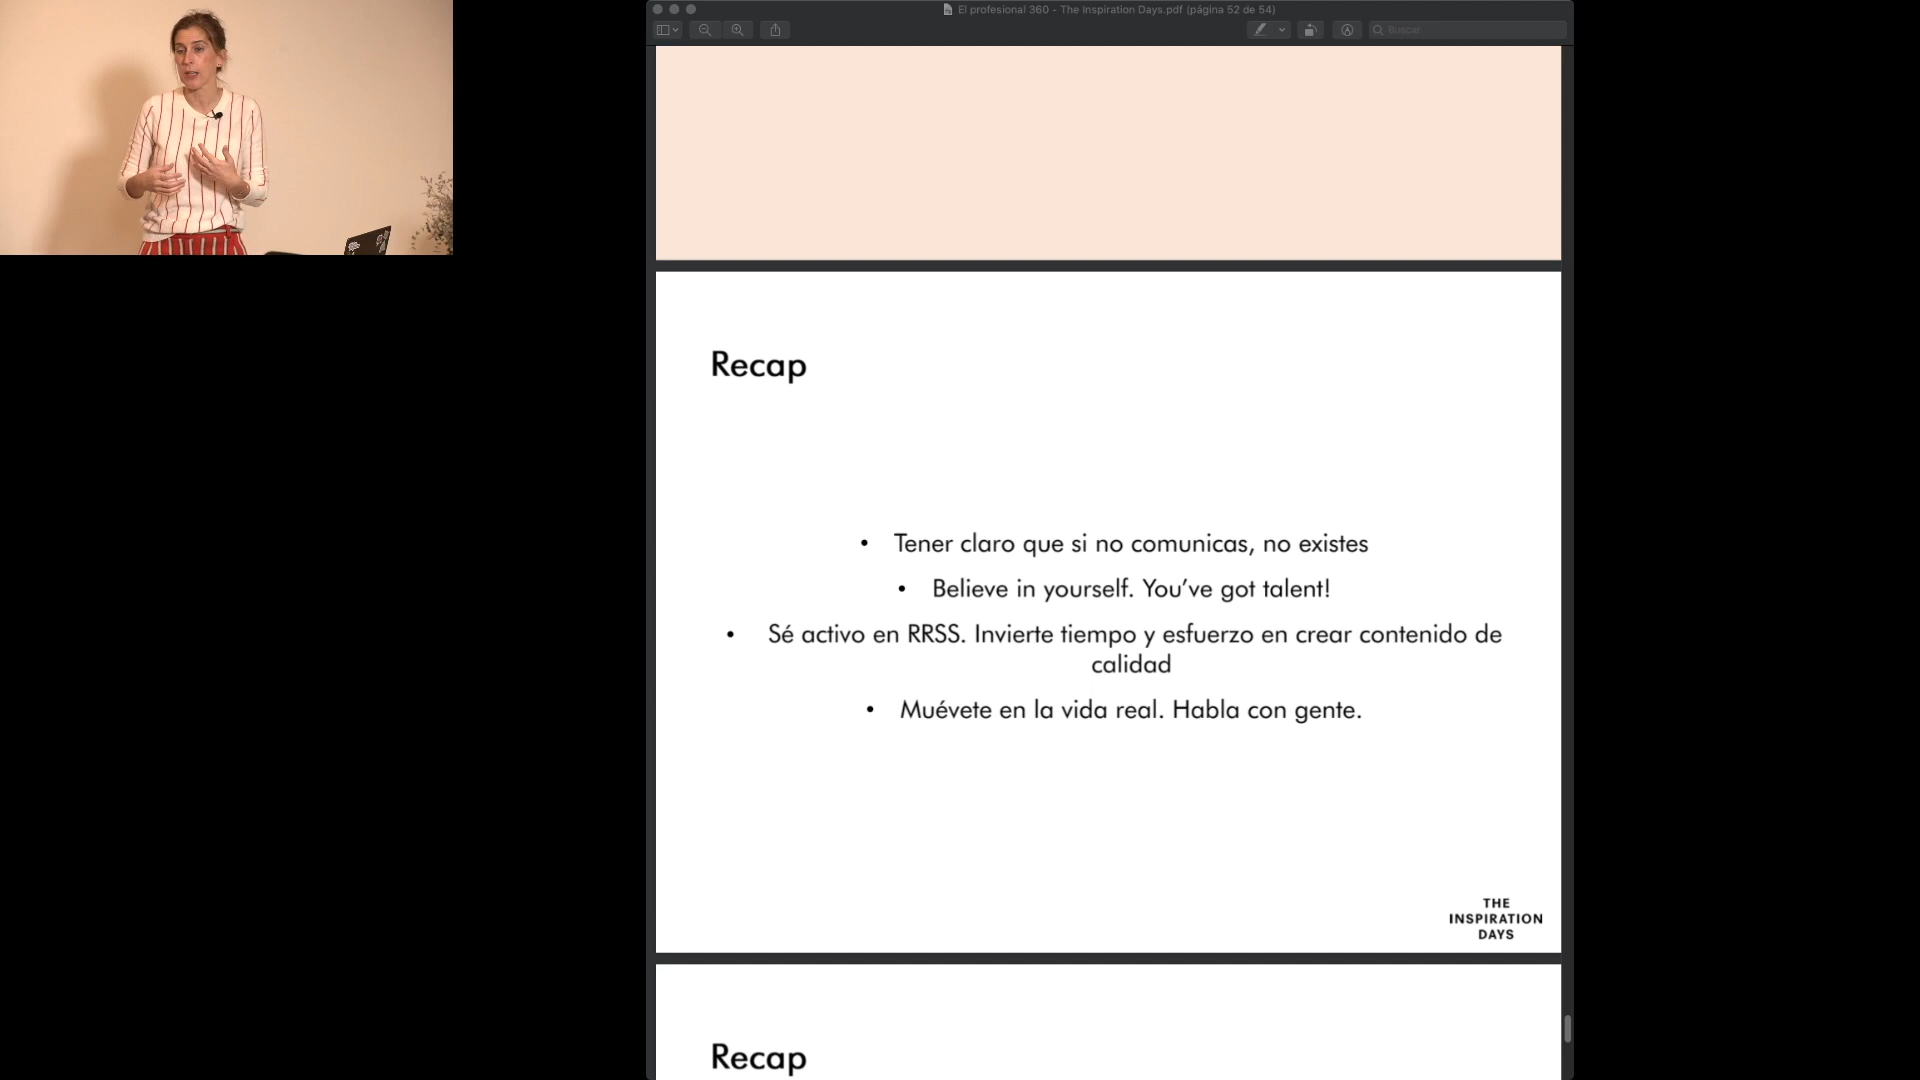 El profesional 360 - The Inspiration Days.pdf (página 52 de 54)
Buscar
Recap
• Tener claro que si no comunicas, no existes
• Believe in yourself. You’ve got talent!
• Sé activo en RRSS. Invierte tiempo y esfuerzo en crear contenido de
calidad
• Muévete en la vida real. Habla con gente.
THE
INSPIRATION
DAYS
Recap